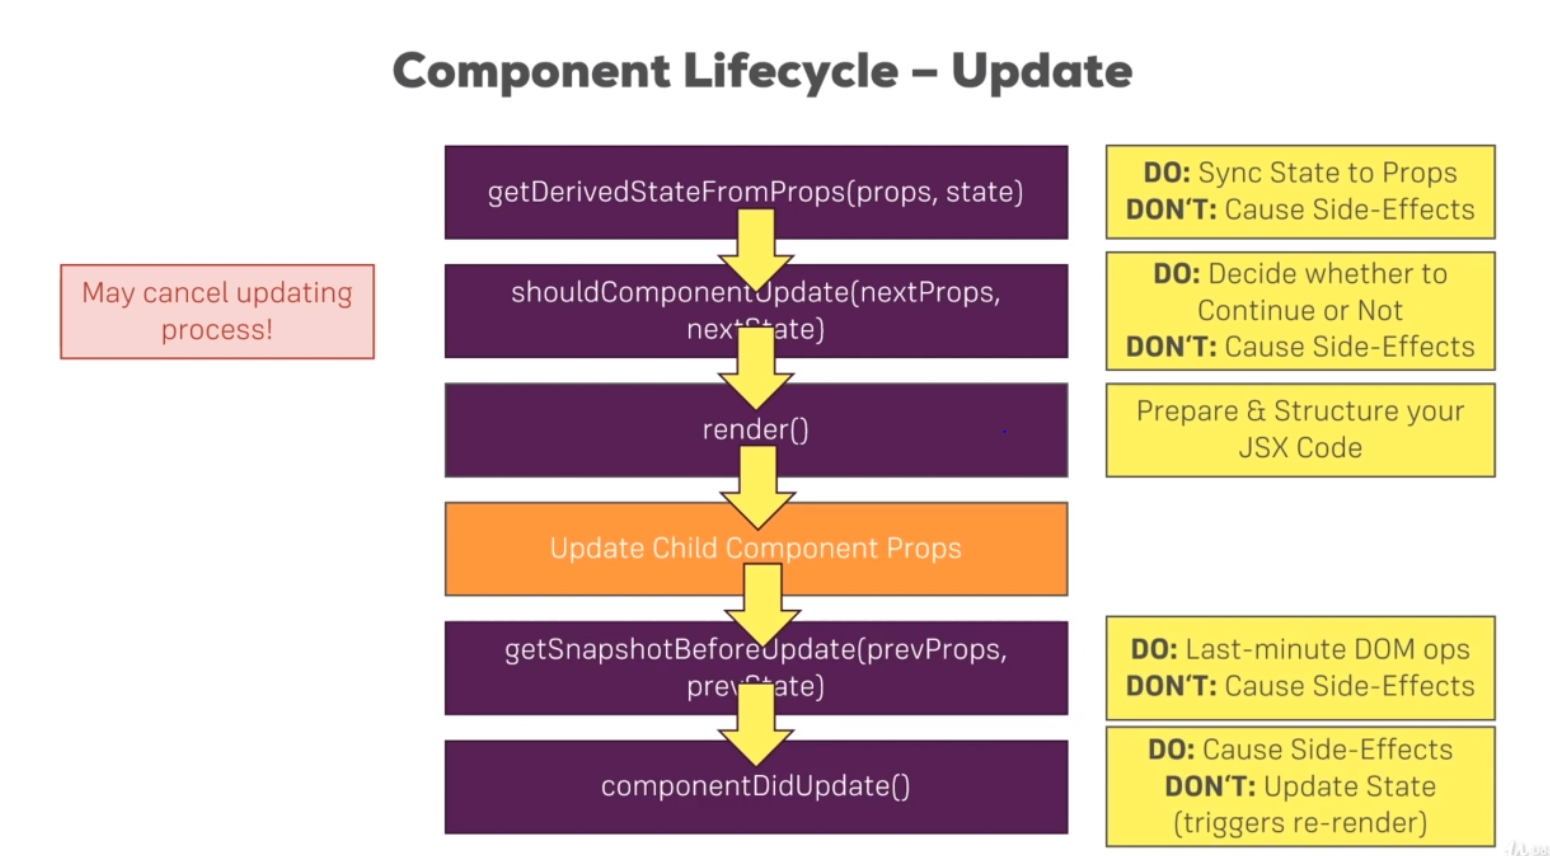 Component Lifecycle – Update
getDerivedStateFromProps(props, state)
DO: Sync State to Props
DON‘T: Cause Side-Effects
May cancel updating
process!
shouldComponentUpdate(nextProps,
nextState)
DO: Decide whether to
Continue or Not
DON‘T: Cause Side-Effects
render()
Prepare & Structure your
JSX Code
Update Child Component Props
getSnapshotBeforeUpdate(prevProps,
prevState)
DO: Last-minute DOM ops
DON‘T: Cause Side-Effects
componentDidUpdate()
DO: Cause Side-Effects
DON‘T: Update State
(triggers re-render)